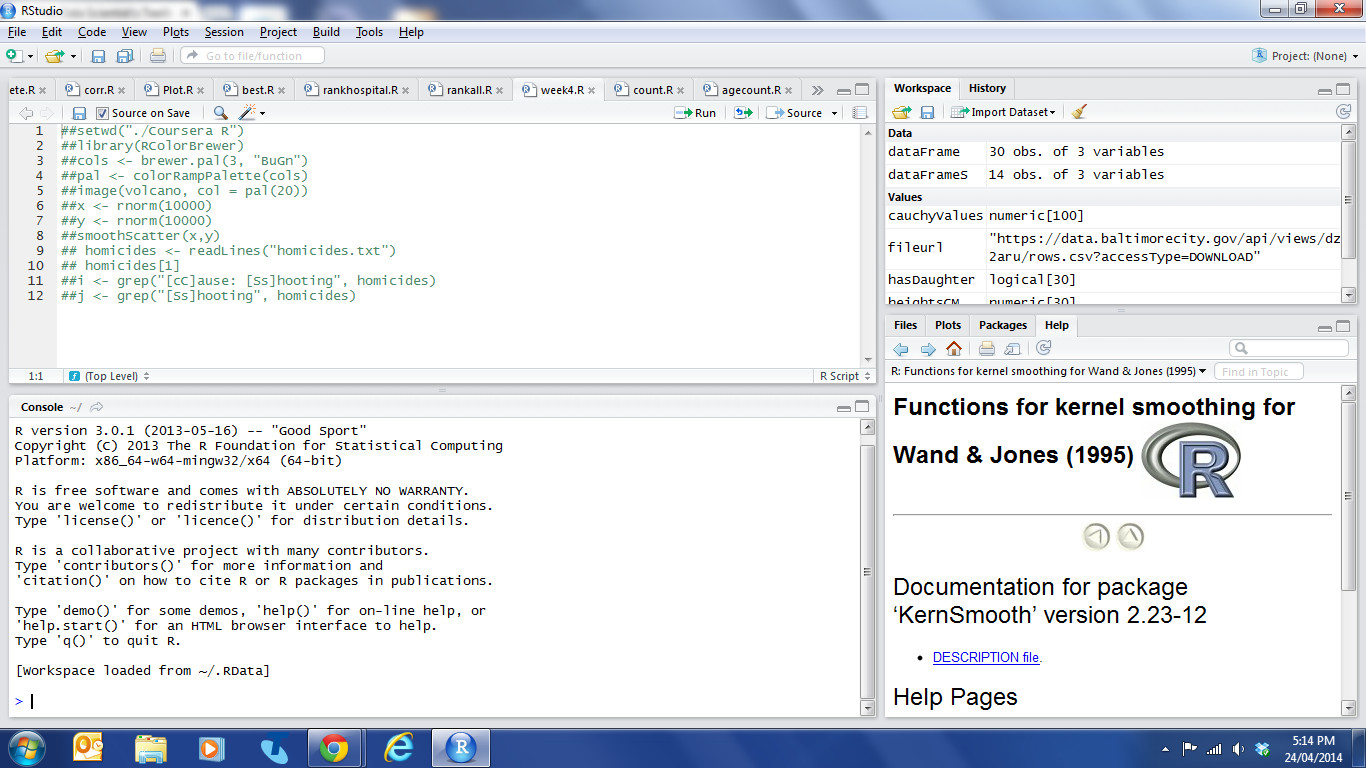 RStudio
File Edit Code View Plots Session Project Build Tools Help
Go to file/function
Project: (None)
ete.R corr.R Plot.R best.R rankhospital.R rankall.R week4.R count.R agecount.R
Source on Save Run Source
1 ##setwd("./Coursera R")
2 ##library(RColorBrewer)
3 ##cols <- brewer.pal(3, "BuGn")
4 ##pal <- colorRampPalette(cols)
5 ##image(volcano, col = pal(20))
6 ##x <- rnorm(10000)
7 ##y <- rnorm(10000)
8 ##smoothScatter(x,y)
9 ## homicides <- readLines("homicides.txt")
10 ## homicides[1]
11 ##i <- grep("[cC]ause: [Ss]hooting", homicides)
12 ##j <- grep("[Ss]hooting", homicides)
1:1 (Top Level) R Script
Console ~/
R version 3.0.1 (2013-05-16) -- "Good Sport"
Copyright (C) 2013 The R Foundation for Statistical Computing
Platform: x86_64-w64-mingw32/x64 (64-bit)
R is free software and comes with ABSOLUTELY NO WARRANTY.
You are welcome to redistribute it under certain conditions.
Type 'license()' or 'licence()' for distribution details.
R is a collaborative project with many contributors.
Type 'contributors()' for more information and
'citation()' on how to cite R or R packages in publications.
Type 'demo()' for some demos, 'help()' for on-line help, or
'help.start()' for an HTML browser interface to help.
Type 'q()' to quit R.
[Workspace loaded from ~/.RData]
>
Workspace History
Import Dataset
Data
dataFrame 30 obs. of 3 variables
dataFrameS 14 obs. of 3 variables
Values
cauchyValues numeric[100]
fileurl "https://data.baltimorecity.gov/api/views/dz
2aru/rows.csv?accessType=DOWNLOAD"
hasDaughter logical[30]
heightsCM numeric[30]
Files Plots Packages Help
R: Functions for kernel smoothing for Wand & Jones (1995) Find in Topic
Functions for kernel smoothing for
Wand & Jones (1995) R
Documentation for package
‘KernSmooth’ version 2.23-12
• DESCRIPTION file.
Help Pages
5:14 PM
24/04/2014